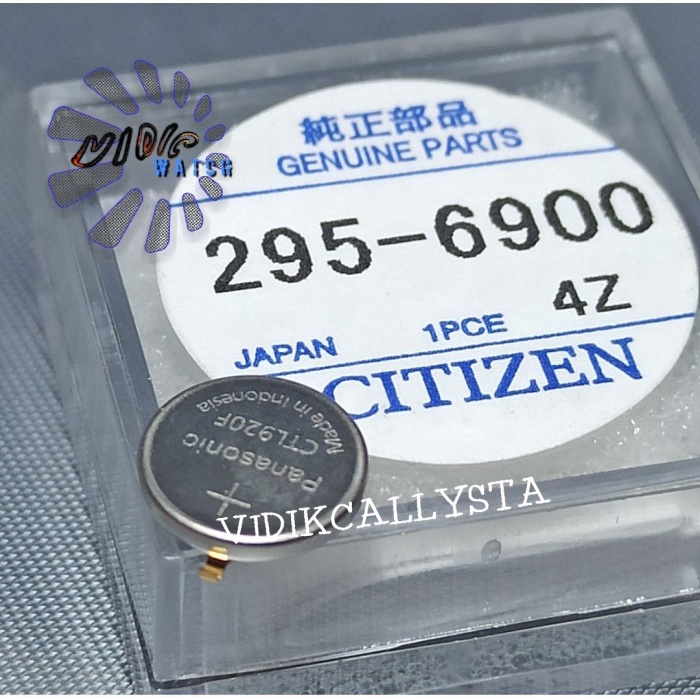 VIDIK
WATCH
純正部品
GENUINE PARTS
295-6900
4Z
JAPAN 1PCE
CITIZEN
Made in Indonesia
CTL920F
Panasonic
+
VIDIKCALLYSTA